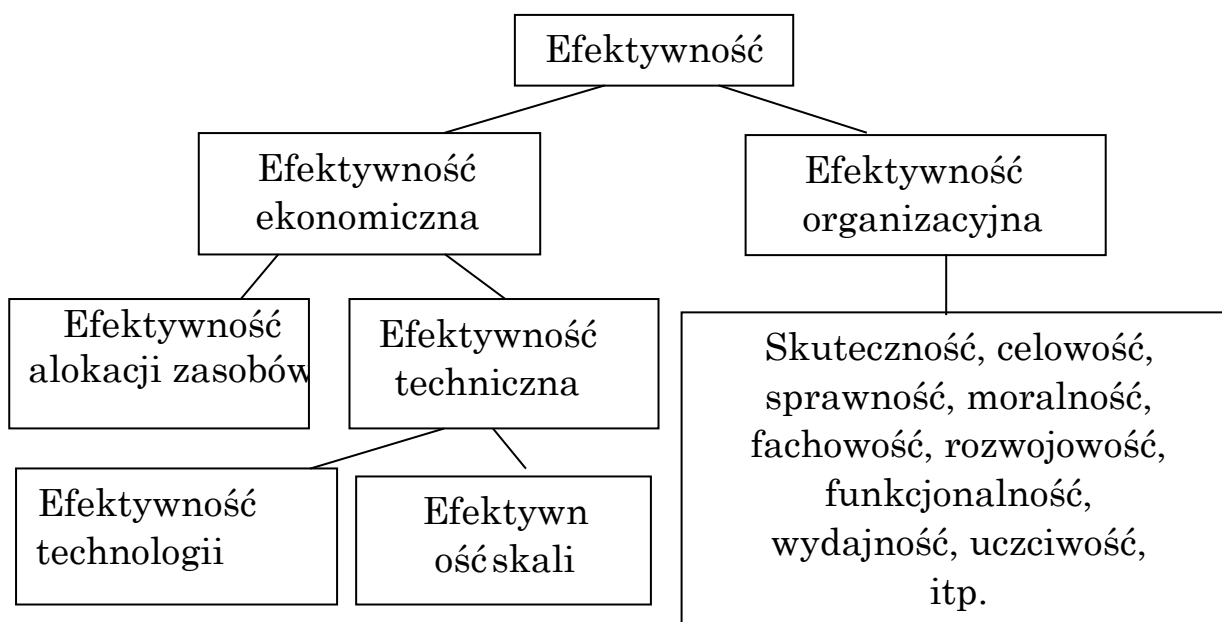 Efektywność
Efektywność
ekonomiczna
Efektywność
organizacyjna
Efektywność
alokacji zasobów
Efektywność
techniczna
Skuteczność, celowość,
sprawność, moralność,
fachowość, rozwojowość,
funkcjonalność,
wydajność, uczciwość,
itp.
Efektywność
technologii
Efektywn
ość skali